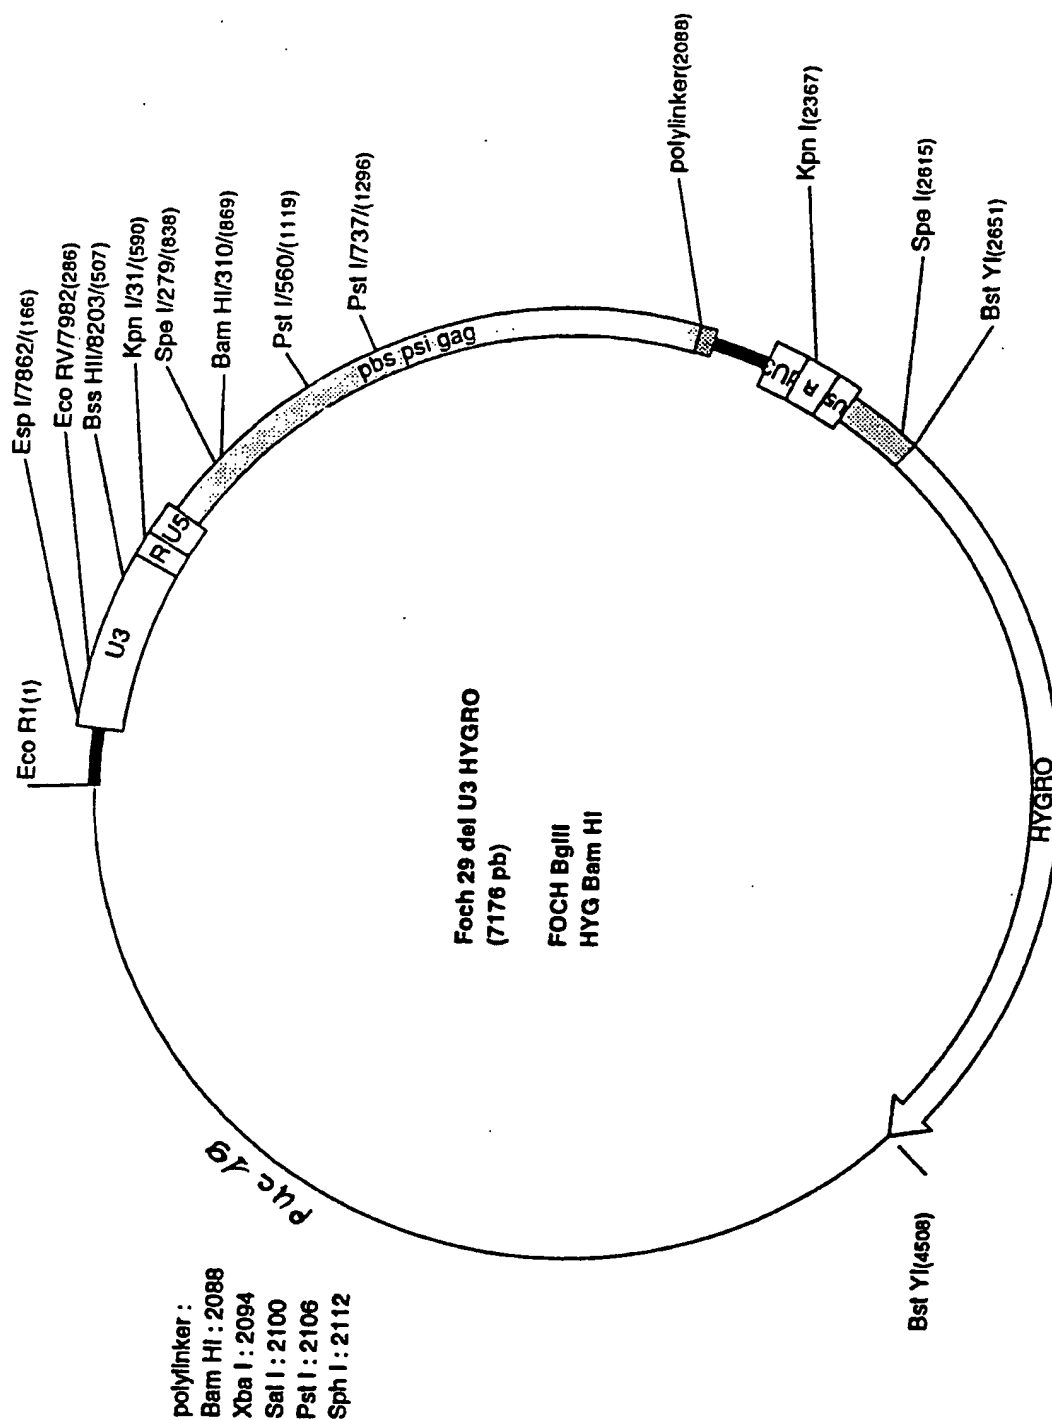 Eco R1(1)
Esp I/7862/(166)
Eco RV/7982(286)
Bss HII/8203/(507)
Kpn I/31/(590)
Spe I/279/(838)
Bam HI/310/(869)
Pst I/560/(1119)
Pst I/737/(1296)
polylinker(2088)
Kpn I(2367)
Spe I(2615)
Bst YI(2651)
U3
R
U5
pbs psi gag
dU3
R
U5
HYGRO
Bst YI(4508)
puc 19
Foch 29 del U3 HYGRO
(7176 pb)
FOCH BglII
HYG Bam HI
polylinker :
Bam HI : 2088
Xba I : 2094
Sal I : 2100
Pst I : 2106
Sph I : 2112